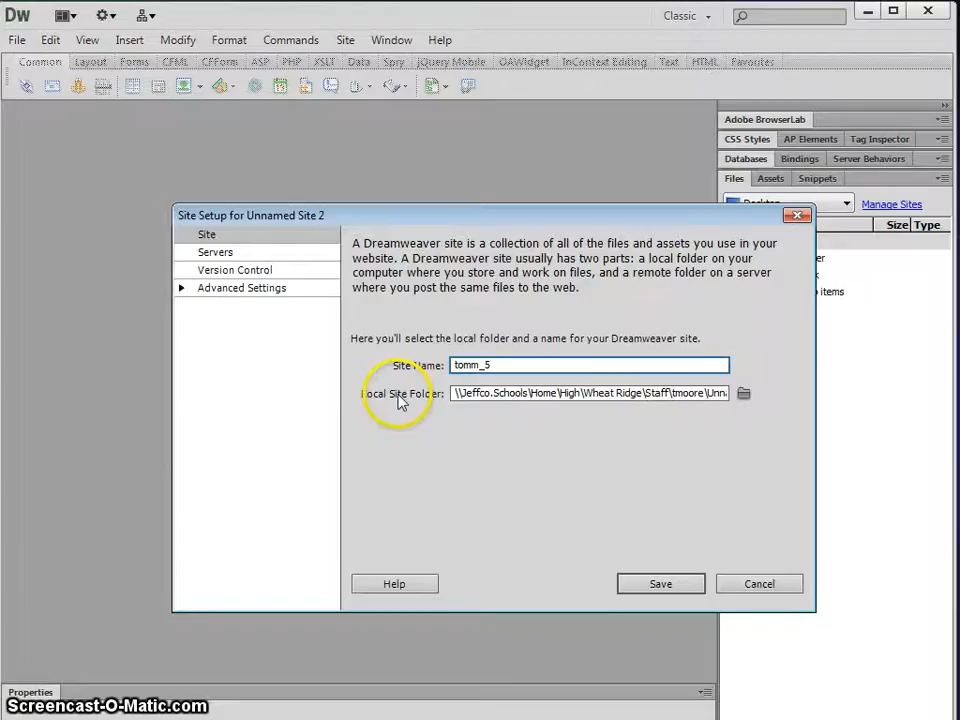 Dw
Classic
File Edit View Insert Modify Format Commands Site Window Help
Common Layout Forms CFML CFForm ASP PHP XSLT Data Spry jQuery Mobile OAWidget InContext Editing Text HTML Favorites
Adobe BrowserLab
CSS Styles AP Elements Tag Inspector
Databases Bindings Server Behaviors
Files Assets Snippets
Desktop Manage Sites
Size Type
Site Setup for Unnamed Site 2
Site
Servers
Version Control
Advanced Settings
A Dreamweaver site is a collection of all of the files and assets you use in your
website. A Dreamweaver site usually has two parts: a local folder on your
computer where you store and work on files, and a remote folder on a server
where you post the same files to the web.
Here you'll select the local folder and a name for your Dreamweaver site.
Site Name: tomm_5
Local Site Folder: \\Jeffco.Schools\Home\High\Wheat Ridge\Staff\tmoore\Unn
Help Save Cancel
Properties
Screencast-O-Matic.com